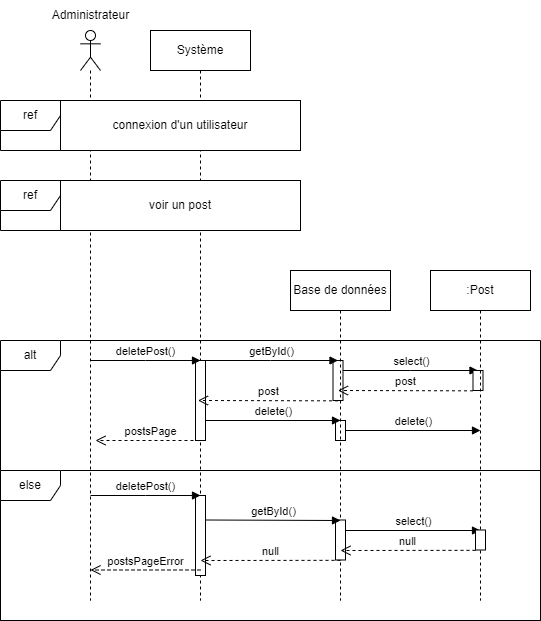 Administrateur
Système
ref
connexion d'un utilisateur
ref
voir un post
Base de données
:Post
alt
deletePost()
getById()
select()
post
post
delete()
delete()
postsPage
else
deletePost()
getById()
select()
null
null
postsPageError